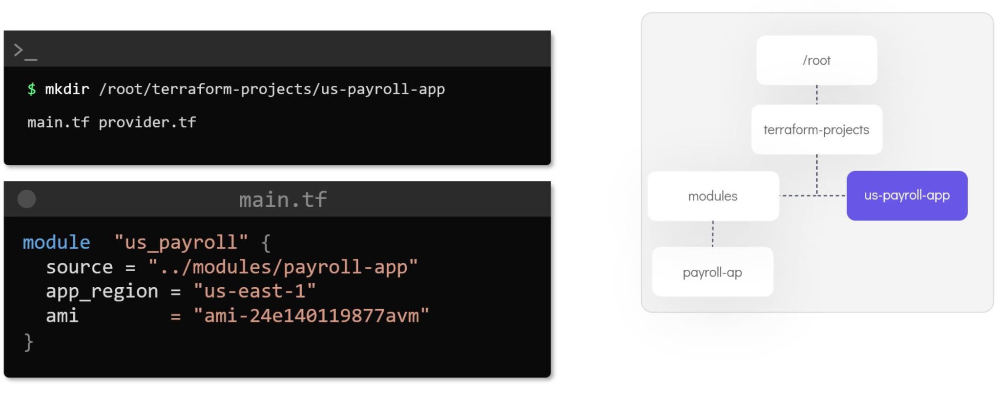 >_
$ mkdir /root/terraform-projects/us-payroll-app
main.tf provider.tf
main.tf
module "us_payroll" {
source = "../modules/payroll-app"
app_region = "us-east-1"
ami = "ami-24e140119877avm"
}
/root
terraform-projects
modules
us-payroll-app
payroll-ap